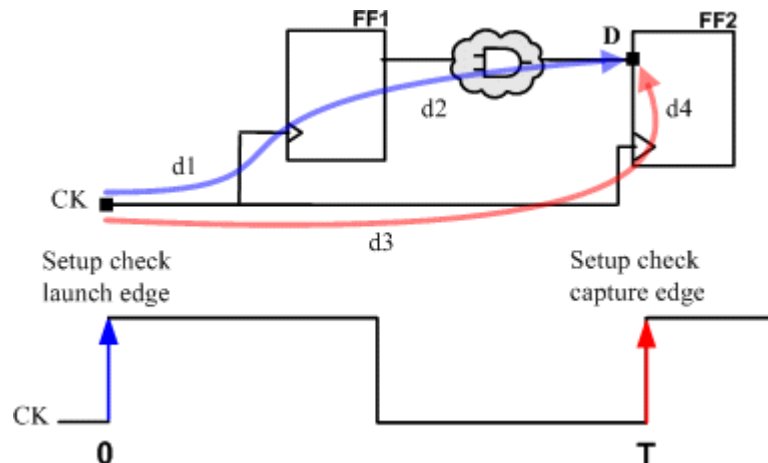 FF1
FF2
D
d2
d4
d1
CK
d3
Setup check
launch edge
Setup check
capture edge
CK
0
T